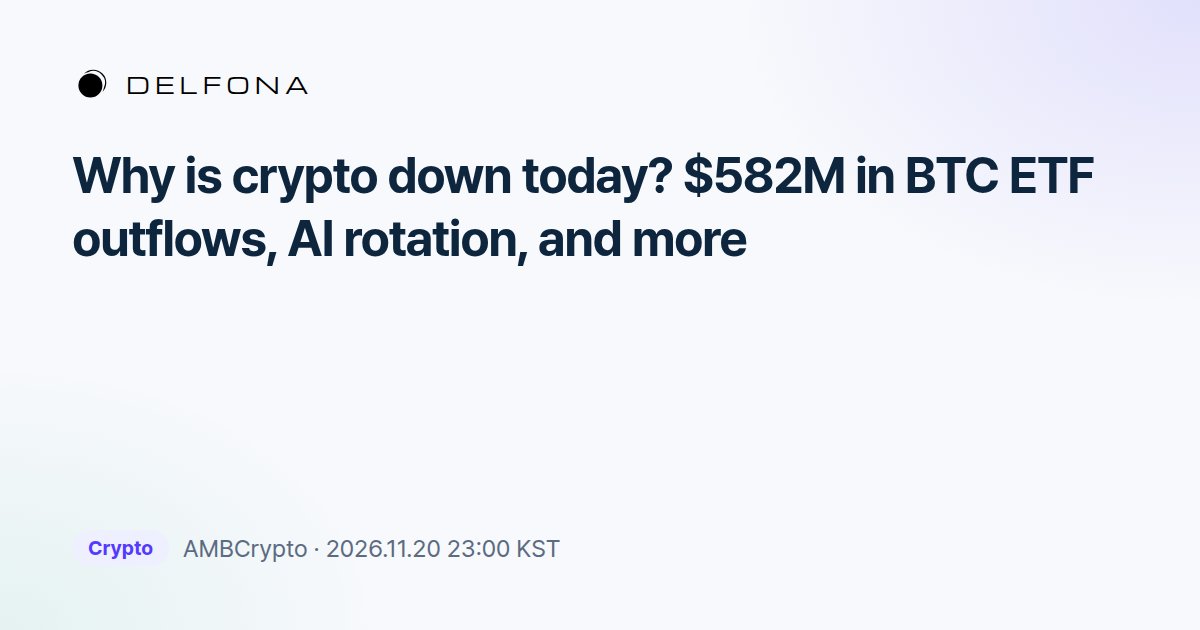 DELFONA
Why is crypto down today? $582M in BTC ETF
outflows, AI rotation, and more
Crypto AMBCrypto · 2026.11.20 23:00 KST